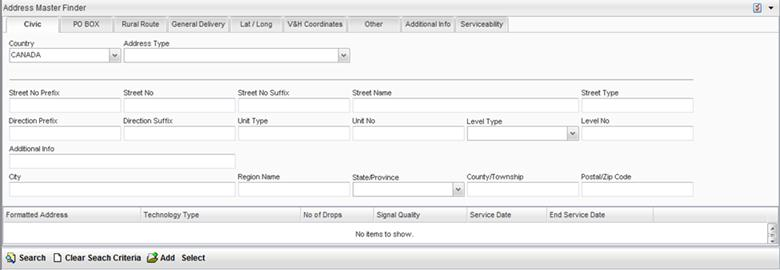 Address Master Finder
Civic PO BOX Rural Route General Delivery Lat / Long V&H Coordinates Other Additional Info Serviceability
Country Address Type
CANADA
Street No Prefix Street No Street No Suffix Street Name Street Type
Direction Prefix Direction Suffix Unit Type Unit No Level Type Level No
Additional Info
City Region Name State/Province County/Township Postal/Zip Code
Formatted Address Technology Type No of Drops Signal Quality Service Date End Service Date
No items to show.
Search Clear Seach Criteria Add Select